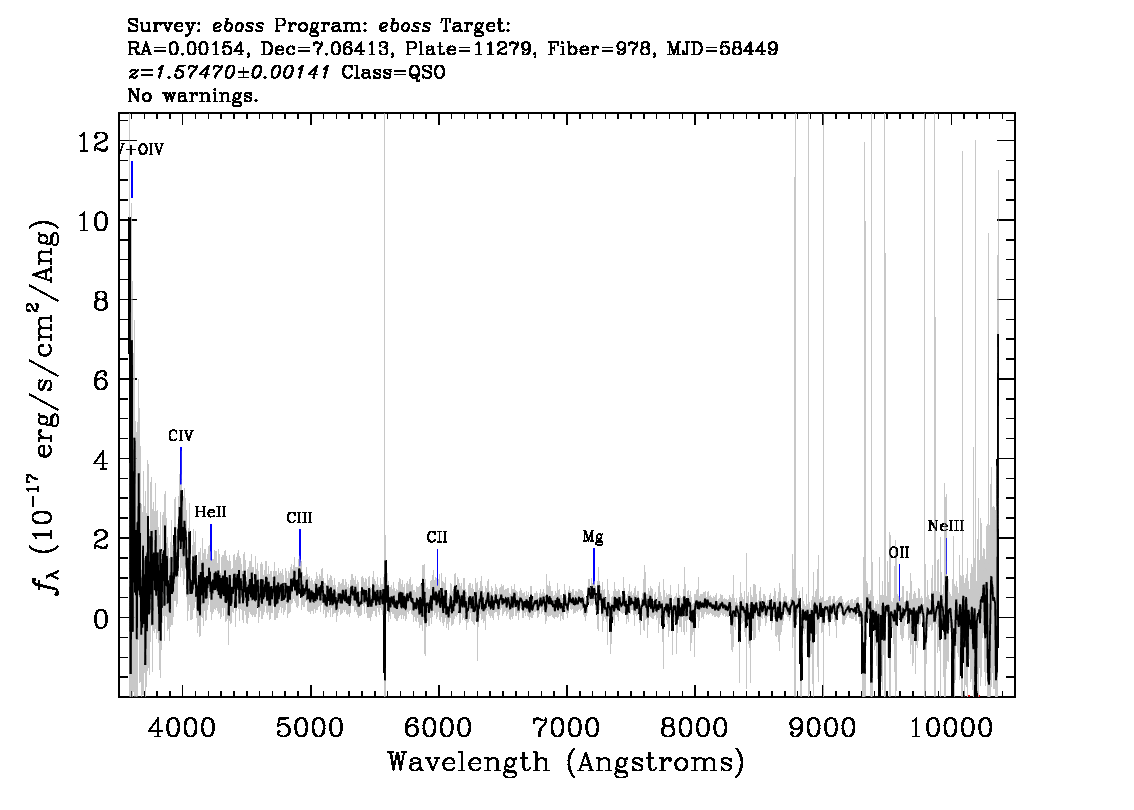 Survey: eboss Program: eboss Target:
RA=0.00154, Dec=7.06413, Plate=11279, Fiber=978, MJD=58449
z=1.57470±0.00141 Class=QSO
No warnings.
12
10
8
6
4
2
0
V+OIV
CIV
HeII
CIII
CII
Mg
OII
NeIII
4000 5000 6000 7000 8000 9000 10000
Wavelength (Angstroms)
fλ (10−17 erg/s/cm2/Ang)